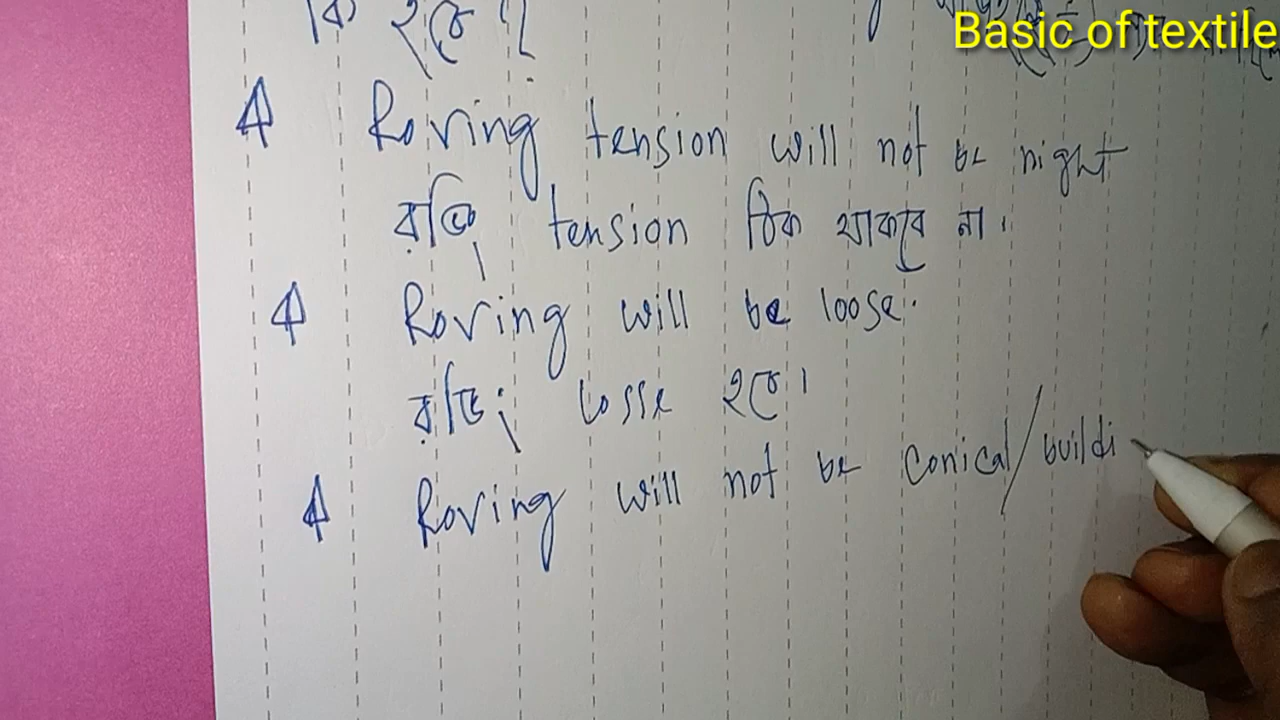 Basic of textile
কি হবে?
Roving tension will not be right
রভিং tension ঠিক থাকবে না।
Roving will be loose.
রভিং losse হবে।
Roving will not be conical/buildi